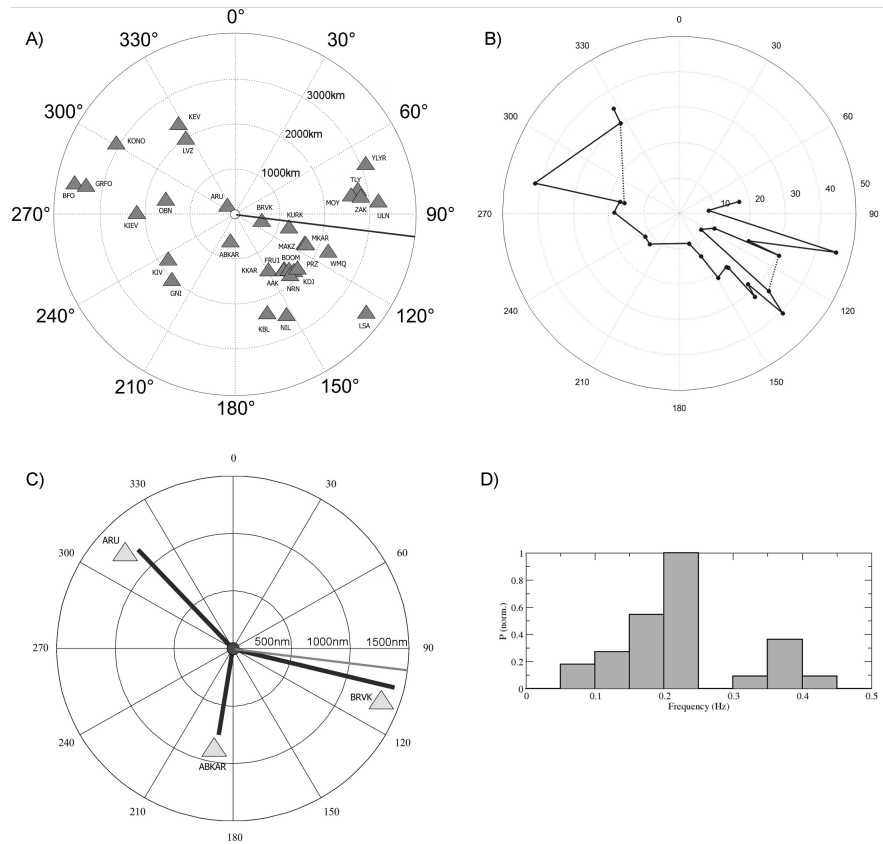 A)
0°
30°
60°
90°
120°
150°
180°
210°
240°
270°
300°
330°
3000km
2000km
1000km
KEV
LVZ
KONO
BFO
GRFO
OBN
KIEV
ARU
BRVK
KURK
ABKAR
MAKZ
MKAR
WMQ
YLYR
TLY
MOY
ZAK
ULN
KIV
GNI
KKAR
FRU1
BOOM
PRZ
AAK
KDJ
NRN
KBL
NIL
LSA
B)
0
30
60
90
120
150
180
210
240
270
300
330
10
20
30
40
50
C)
0
30
60
90
120
150
180
210
240
270
300
330
ARU
500nm
1000nm
1500nm
BRVK
ABKAR
D)
P (norm.)
1
0.8
0.6
0.4
0.2
0
0
0.1
0.2
0.3
0.4
0.5
Frequency (Hz)